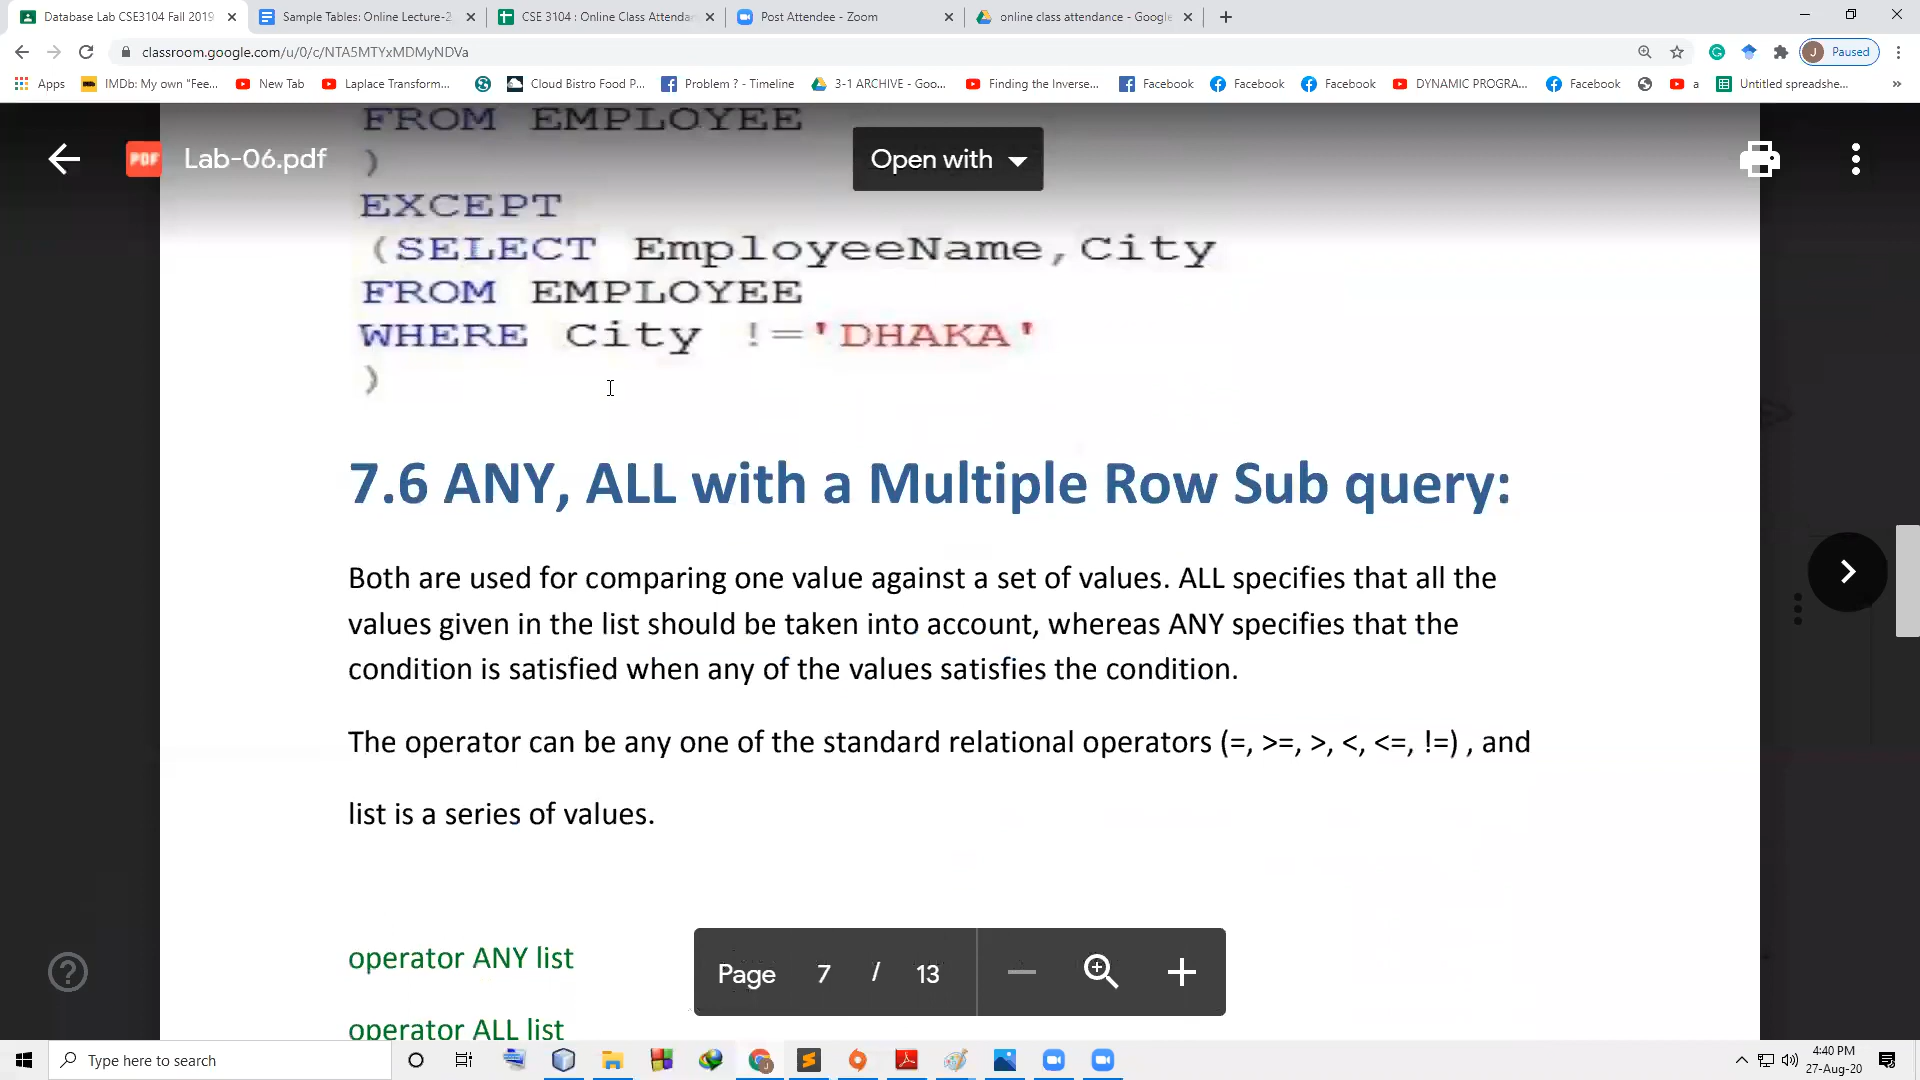 Database Lab CSE3104 Fall 2019
Sample Tables: Online Lecture-2
CSE 3104 : Online Class Attenda
Post Attendee - Zoom
online class attendance - Google
classroom.google.com/u/0/c/NTA5MTYxMDMyNDVa
J Paused
Apps
IMDb: My own "Fee...
New Tab
Laplace Transform...
Cloud Bistro Food P...
Problem ? - Timeline
3-1 ARCHIVE - Goo...
Finding the Inverse...
Facebook
Facebook
Facebook
DYNAMIC PROGRA...
Facebook
a
Untitled spreadshe...
»
PDF Lab-06.pdf
Open with
FROM EMPLOYEE
)
EXCEPT
(SELECT EmployeeName,City
FROM EMPLOYEE
WHERE City !='DHAKA'
)
7.6 ANY, ALL with a Multiple Row Sub query:
Both are used for comparing one value against a set of values. ALL specifies that all the
values given in the list should be taken into account, whereas ANY specifies that the
condition is satisfied when any of the values satisfies the condition.
The operator can be any one of the standard relational operators (=, >=, >, <, <=, !=) , and
list is a series of values.
operator ANY list
operator ALL list
Page 7 / 13
Type here to search
4:40 PM
27-Aug-20